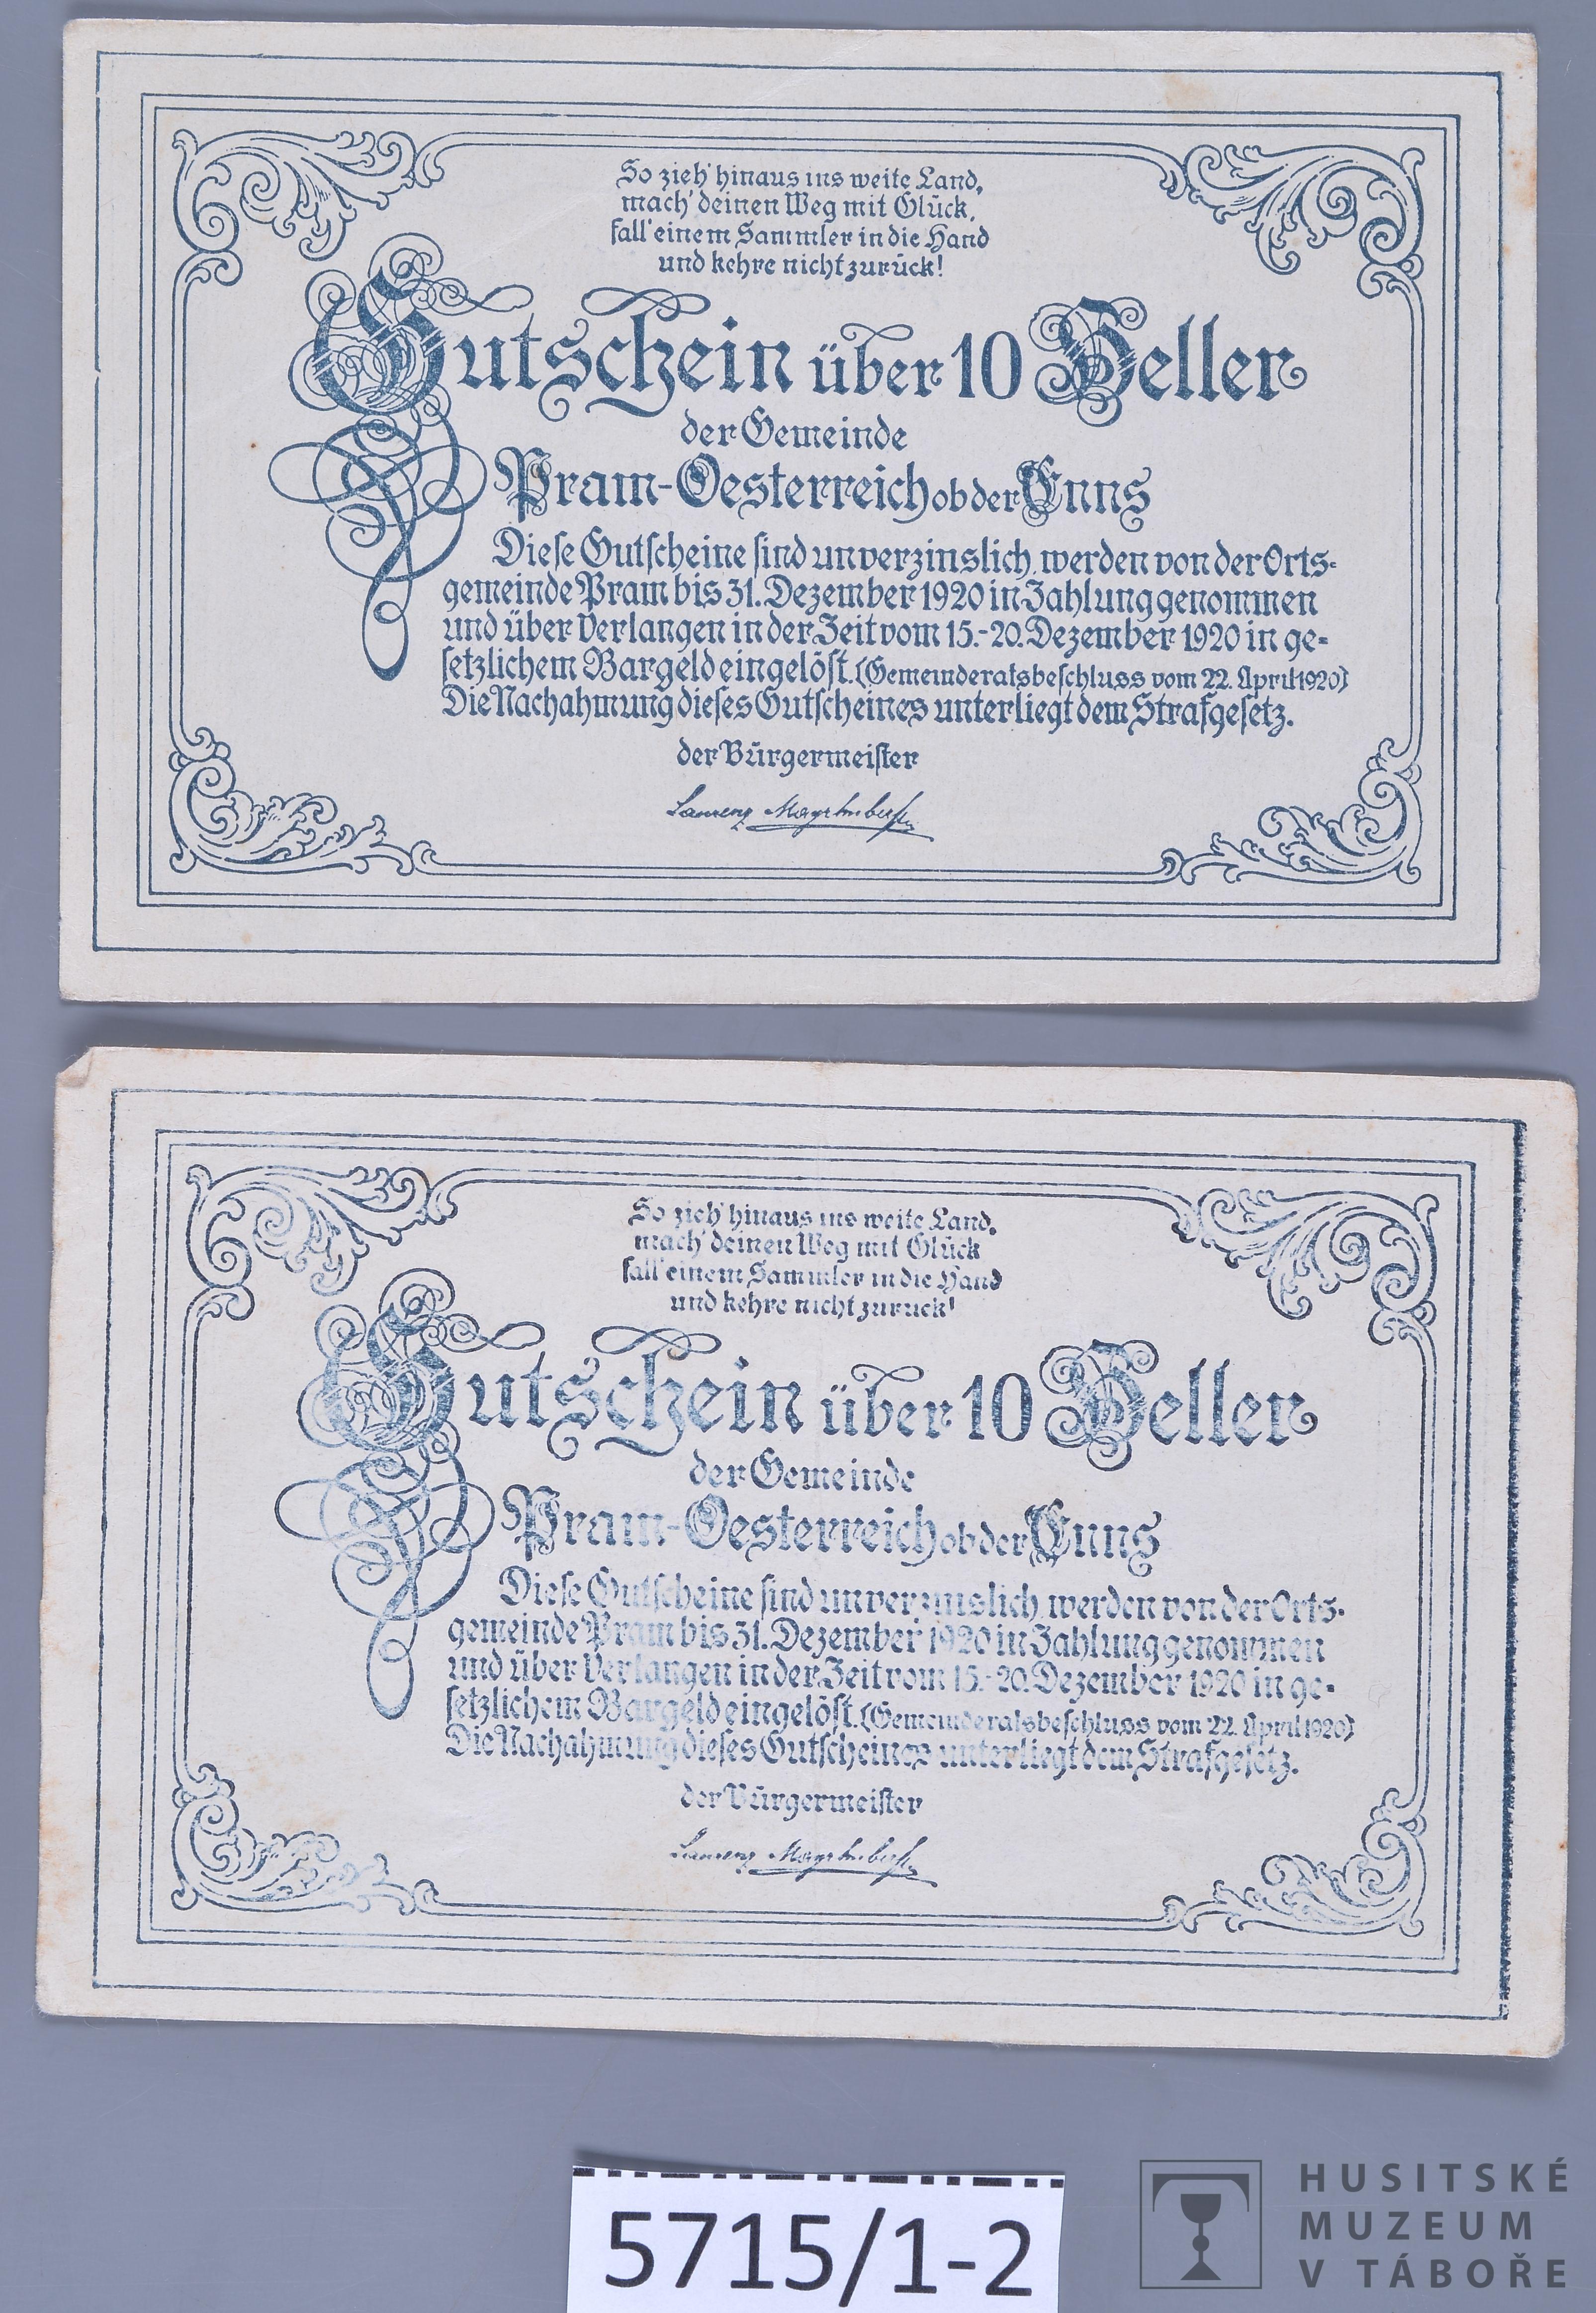 So zieh' hinaus ins weite Land,
mach' deinen Weg mit Glück,
fall' einem Sammler in die Hand
und kehre nicht zurück!
Gutschein über 10 Heller
der Gemeinde
Pram-Oesterreich ob der Enns
Diese Gutscheine sind unverzinslich, werden von der Orts-
gemeinde Pram bis 31. Dezember 1920 in Zahlung genommen
und über Verlangen in der Zeit vom 15.-20. Dezember 1920 in ge-
setzlichem Bargeld eingelöst. (Gemeinderatsbeschluss vom 22. April 1920)
Die Nachahmung dieses Gutscheines unterliegt dem Strafgesetz.
der Bürgermeister
Laurenz
So zieh' hinaus ins weite Land,
mach' deinen Weg mit Glück
fall' einem Sammler in die Hand
und kehre nicht zurück!
Gutschein über 10 Heller
der Gemeinde
Pram-Oesterreich ob der Enns
Diese Gutscheine sind unverzinslich, werden von der Orts-
gemeinde Pram bis 31. Dezember 1920 in Zahlung genommen
und über Verlangen in der Zeit vom 15.-20. Dezember 1920 in ge-
setzlichem Bargeld eingelöst. (Gemeinderatsbeschluss vom 22. April 1920)
Die Nachahmung dieses Gutscheines unterliegt dem Strafgesetz.
der Bürgermeister
Laurenz
5715/1-2
HUSITSKÉ
MUZEUM
V TÁBOŘE